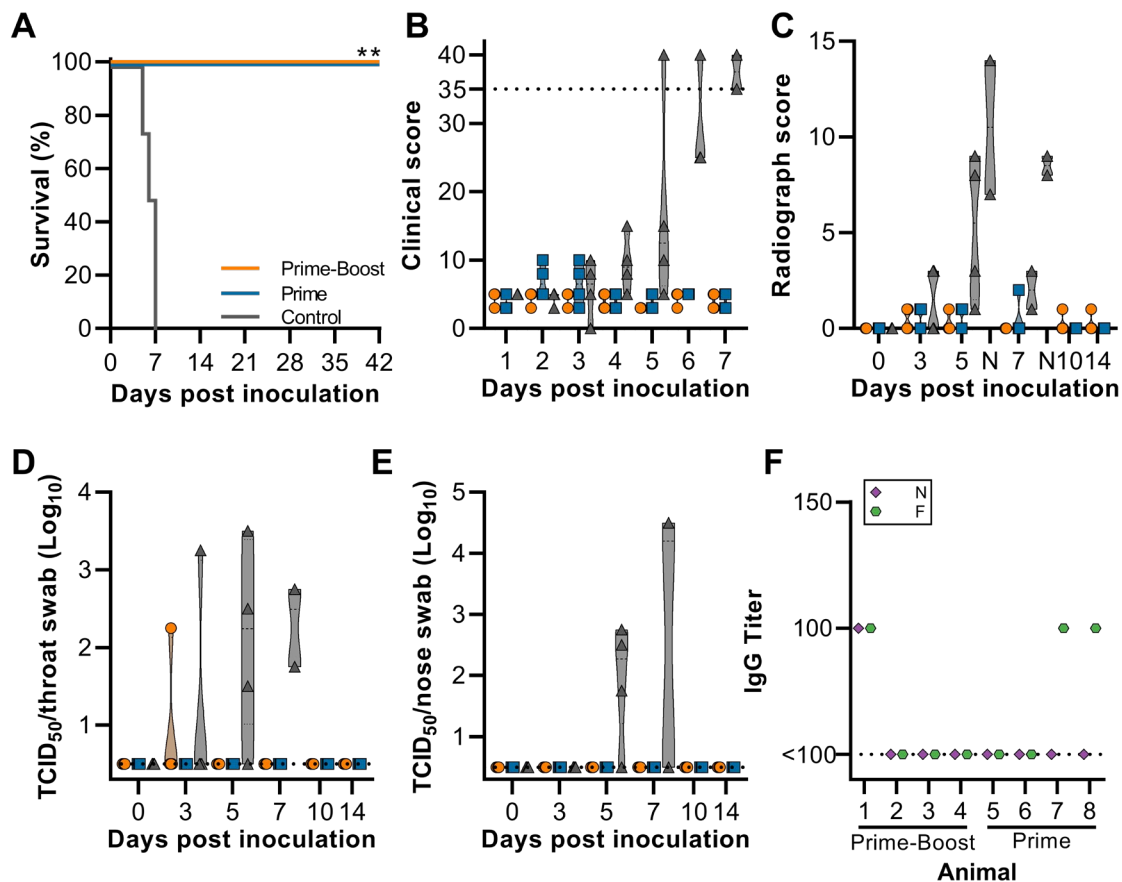 A
Survival (%)
100
80
60
40
20
0
**
Prime-Boost
Prime
Control
0 7 14 21 28 35 42
Days post inoculation
B
Clinical score
40
35
30
20
10
0
1 2 3 4 5 6 7
Days post inoculation
C
Radiograph score
15
10
5
0
0 3 5 N 7 N 10 14
Days post inoculation
D
TCID50/throat swab (Log10)
4
3
2
1
0 3 5 7 10 14
Days post inoculation
E
TCID50/nose swab (Log10)
5
4
3
2
1
0 3 5 7 10 14
Days post inoculation
F
IgG Titer
N
F
150
100
<100
1 2 3 4 5 6 7 8
Prime-Boost Prime
Animal